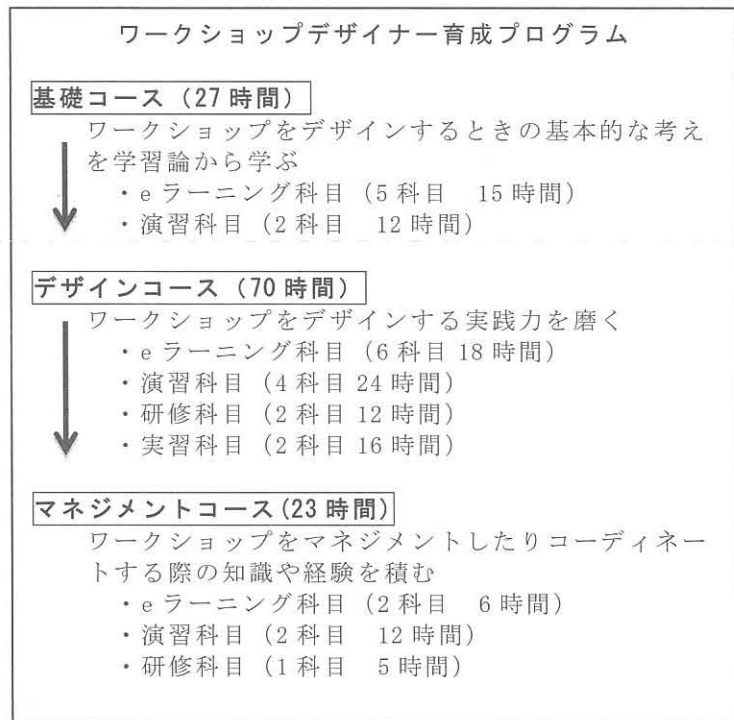 ワークショップデザイナー育成プログラム
基礎コース（27時間）
ワークショップをデザインするときの基本的な考え
を学習論から学ぶ
・eラーニング科目（5科目　15時間）
・演習科目（2科目　12時間）
デザインコース（70時間）
ワークショップをデザインする実践力を磨く
・eラーニング科目（6科目18時間）
・演習科目（4科目24時間）
・研修科目（2科目12時間）
・実習科目（2科目16時間）
マネジメントコース(23時間)
ワークショップをマネジメントしたりコーディネー
トする際の知識や経験を積む
・eラーニング科目（2科目　6時間）
・演習科目（2科目　12時間）
・研修科目（1科目　5時間）